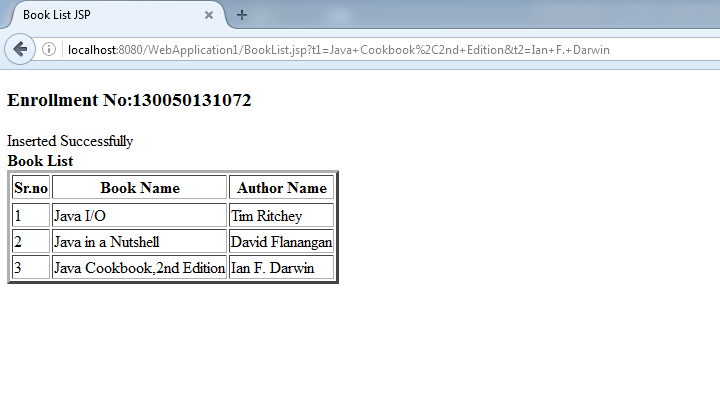 Book List JSP
localhost:8080/WebApplication1/BookList.jsp?t1=Java+Cookbook%2C2nd+Edition&t2=Ian+F.+Darwin
Enrollment No:130050131072
Inserted Successfully
Book List
Sr.no Book Name Author Name
1 Java I/O Tim Ritchey
2 Java in a Nutshell David Flanangan
3 Java Cookbook,2nd Edition Ian F. Darwin